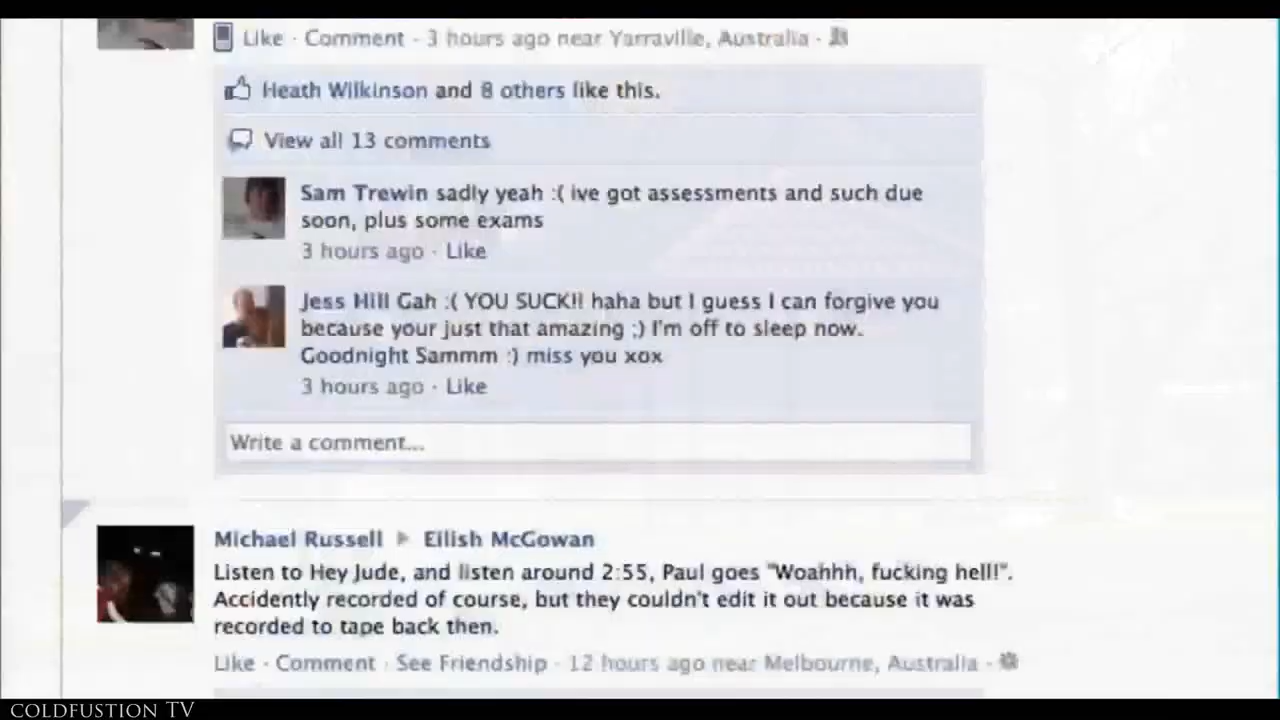 Like · Comment · 3 hours ago near Yarraville, Australia ·
Heath Wilkinson and 8 others like this.
View all 13 comments
Sam Trewin sadly yeah :( ive got assessments and such due
soon, plus some exams
3 hours ago · Like
Jess Hill Gah :( YOU SUCK!! haha but I guess I can forgive you
because your just that amazing ;) I'm off to sleep now.
Goodnight Sammm :) miss you xox
3 hours ago · Like
Write a comment...
Michael Russell ▶ Eilish McGowan
Listen to Hey Jude, and listen around 2:55, Paul goes "Woahhh, fucking hell!".
Accidently recorded of course, but they couldn't edit it out because it was
recorded to tape back then.
Like · Comment · See Friendship · 12 hours ago near Melbourne, Australia ·
COLDFUSTION TV